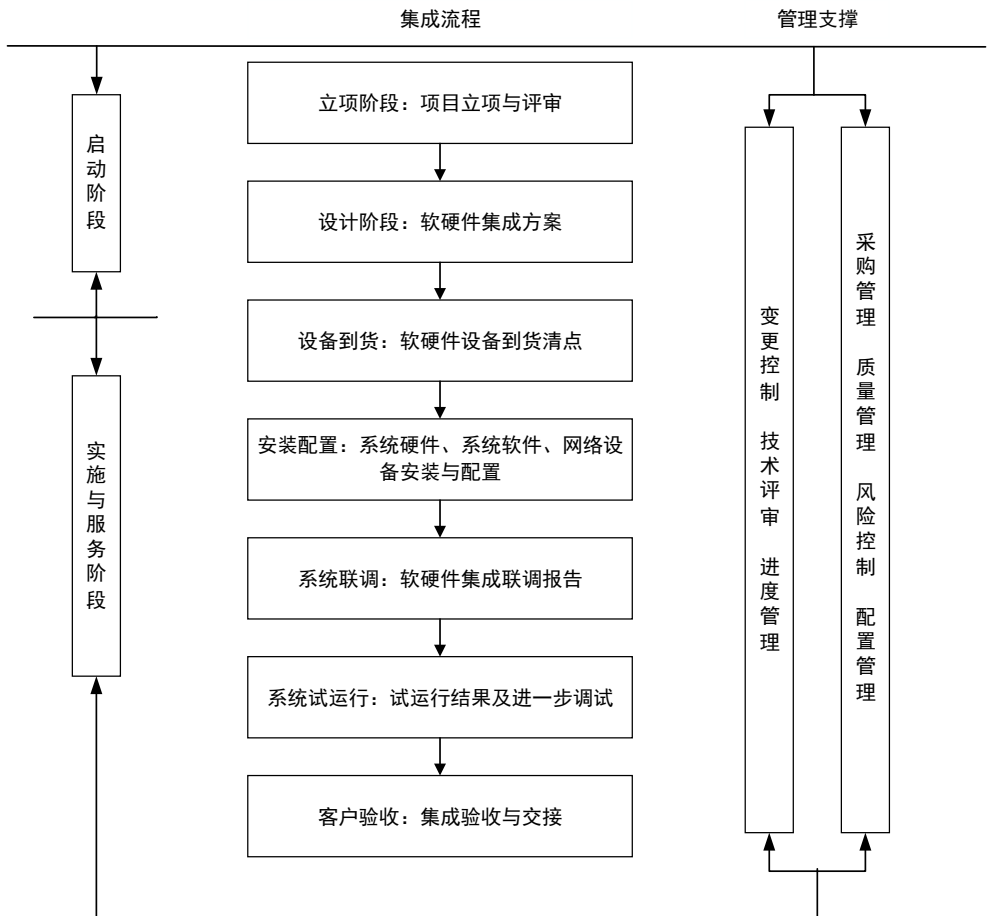 集成流程
管理支撑
启动阶段
实施与服务阶段
立项阶段：项目立项与评审
设计阶段：软硬件集成方案
设备到货：软硬件设备到货清点
安装配置：系统硬件、系统软件、网络设
备安装与配置
系统联调：软硬件集成联调报告
系统试运行：试运行结果及进一步调试
客户验收：集成验收与交接
变更控制 技术评审 进度管理
采购管理 质量管理 风险控制 配置管理